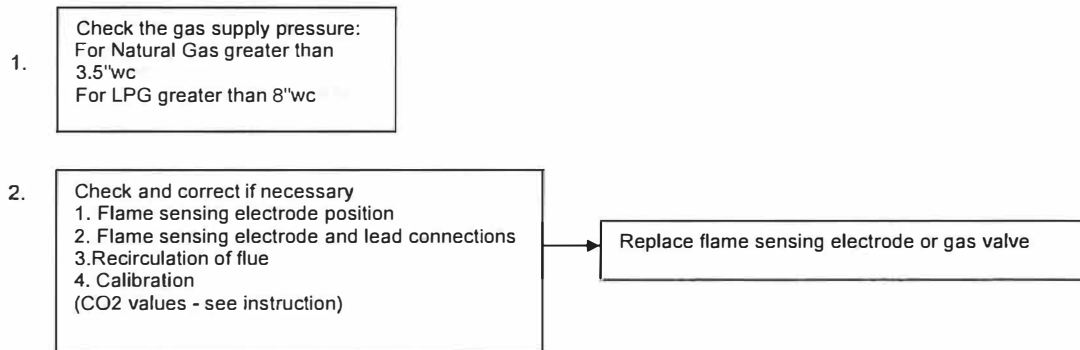 1.
Check the gas supply pressure:
For Natural Gas greater than
3.5"wc
For LPG greater than 8"wc
2.
Check and correct if necessary
1. Flame sensing electrode position
2. Flame sensing electrode and lead connections
3.Recirculation of flue
4. Calibration
(CO2 values - see instruction)
Replace flame sensing electrode or gas valve